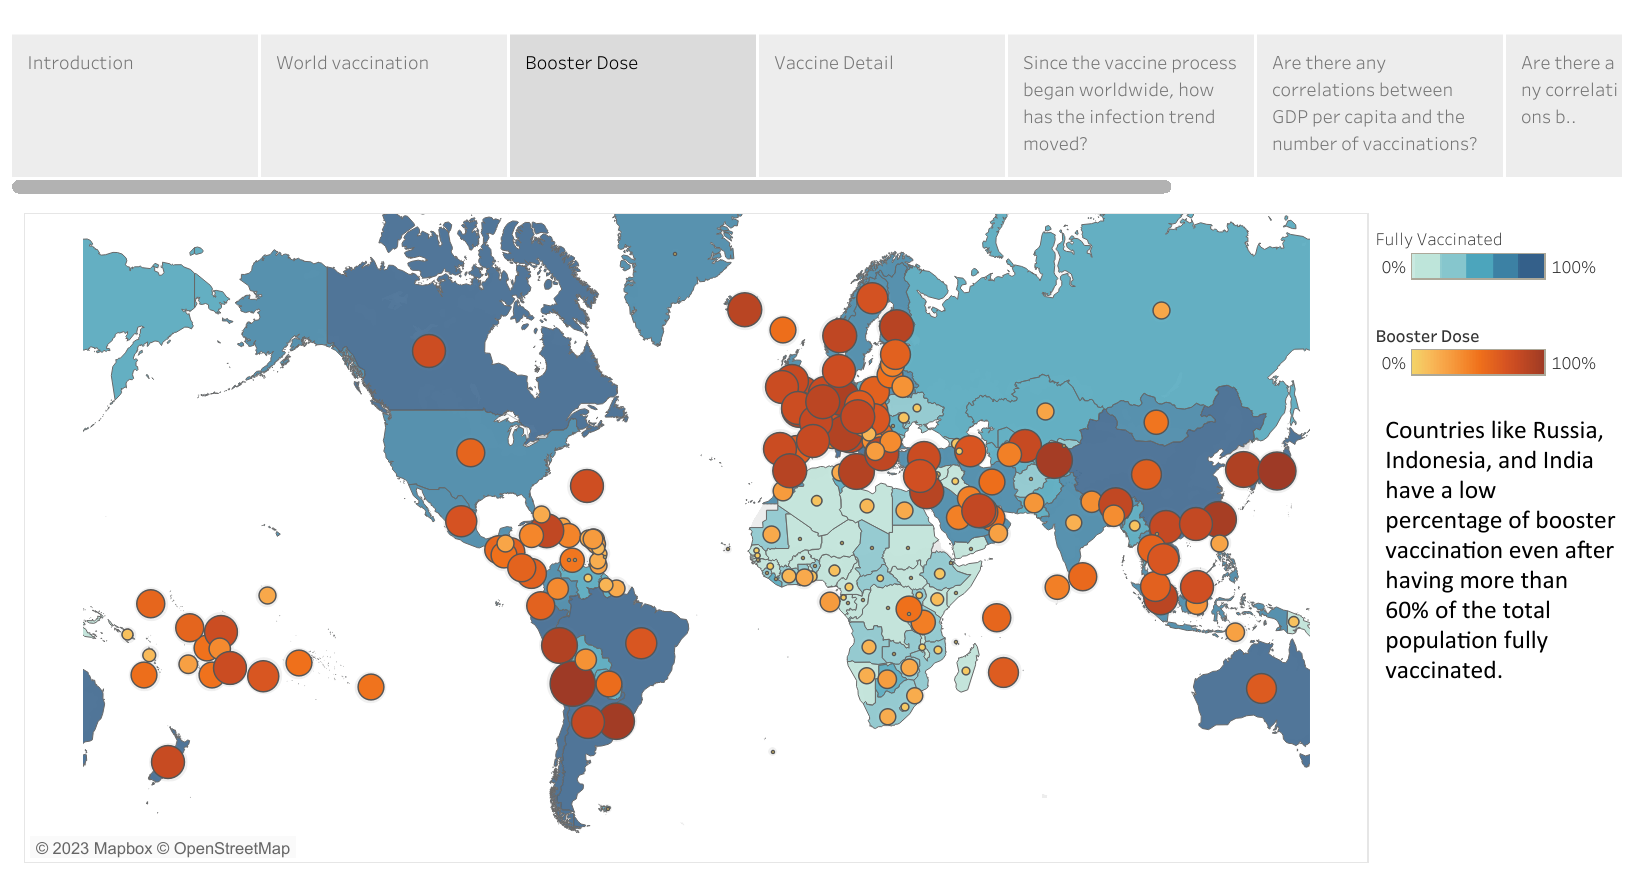 Introduction
World vaccination
Booster Dose
Vaccine Detail
Since the vaccine process
began worldwide, how
has the infection trend
moved?
Are there any
correlations between
GDP per capita and the
number of vaccinations?
Are there a
ny correlati
ons b..
Fully Vaccinated
0% 100%
Booster Dose
0% 100%
Countries like Russia,
Indonesia, and India
have a low
percentage of booster
vaccination even after
having more than
60% of the total
population fully
vaccinated.
© 2023 Mapbox © OpenStreetMap